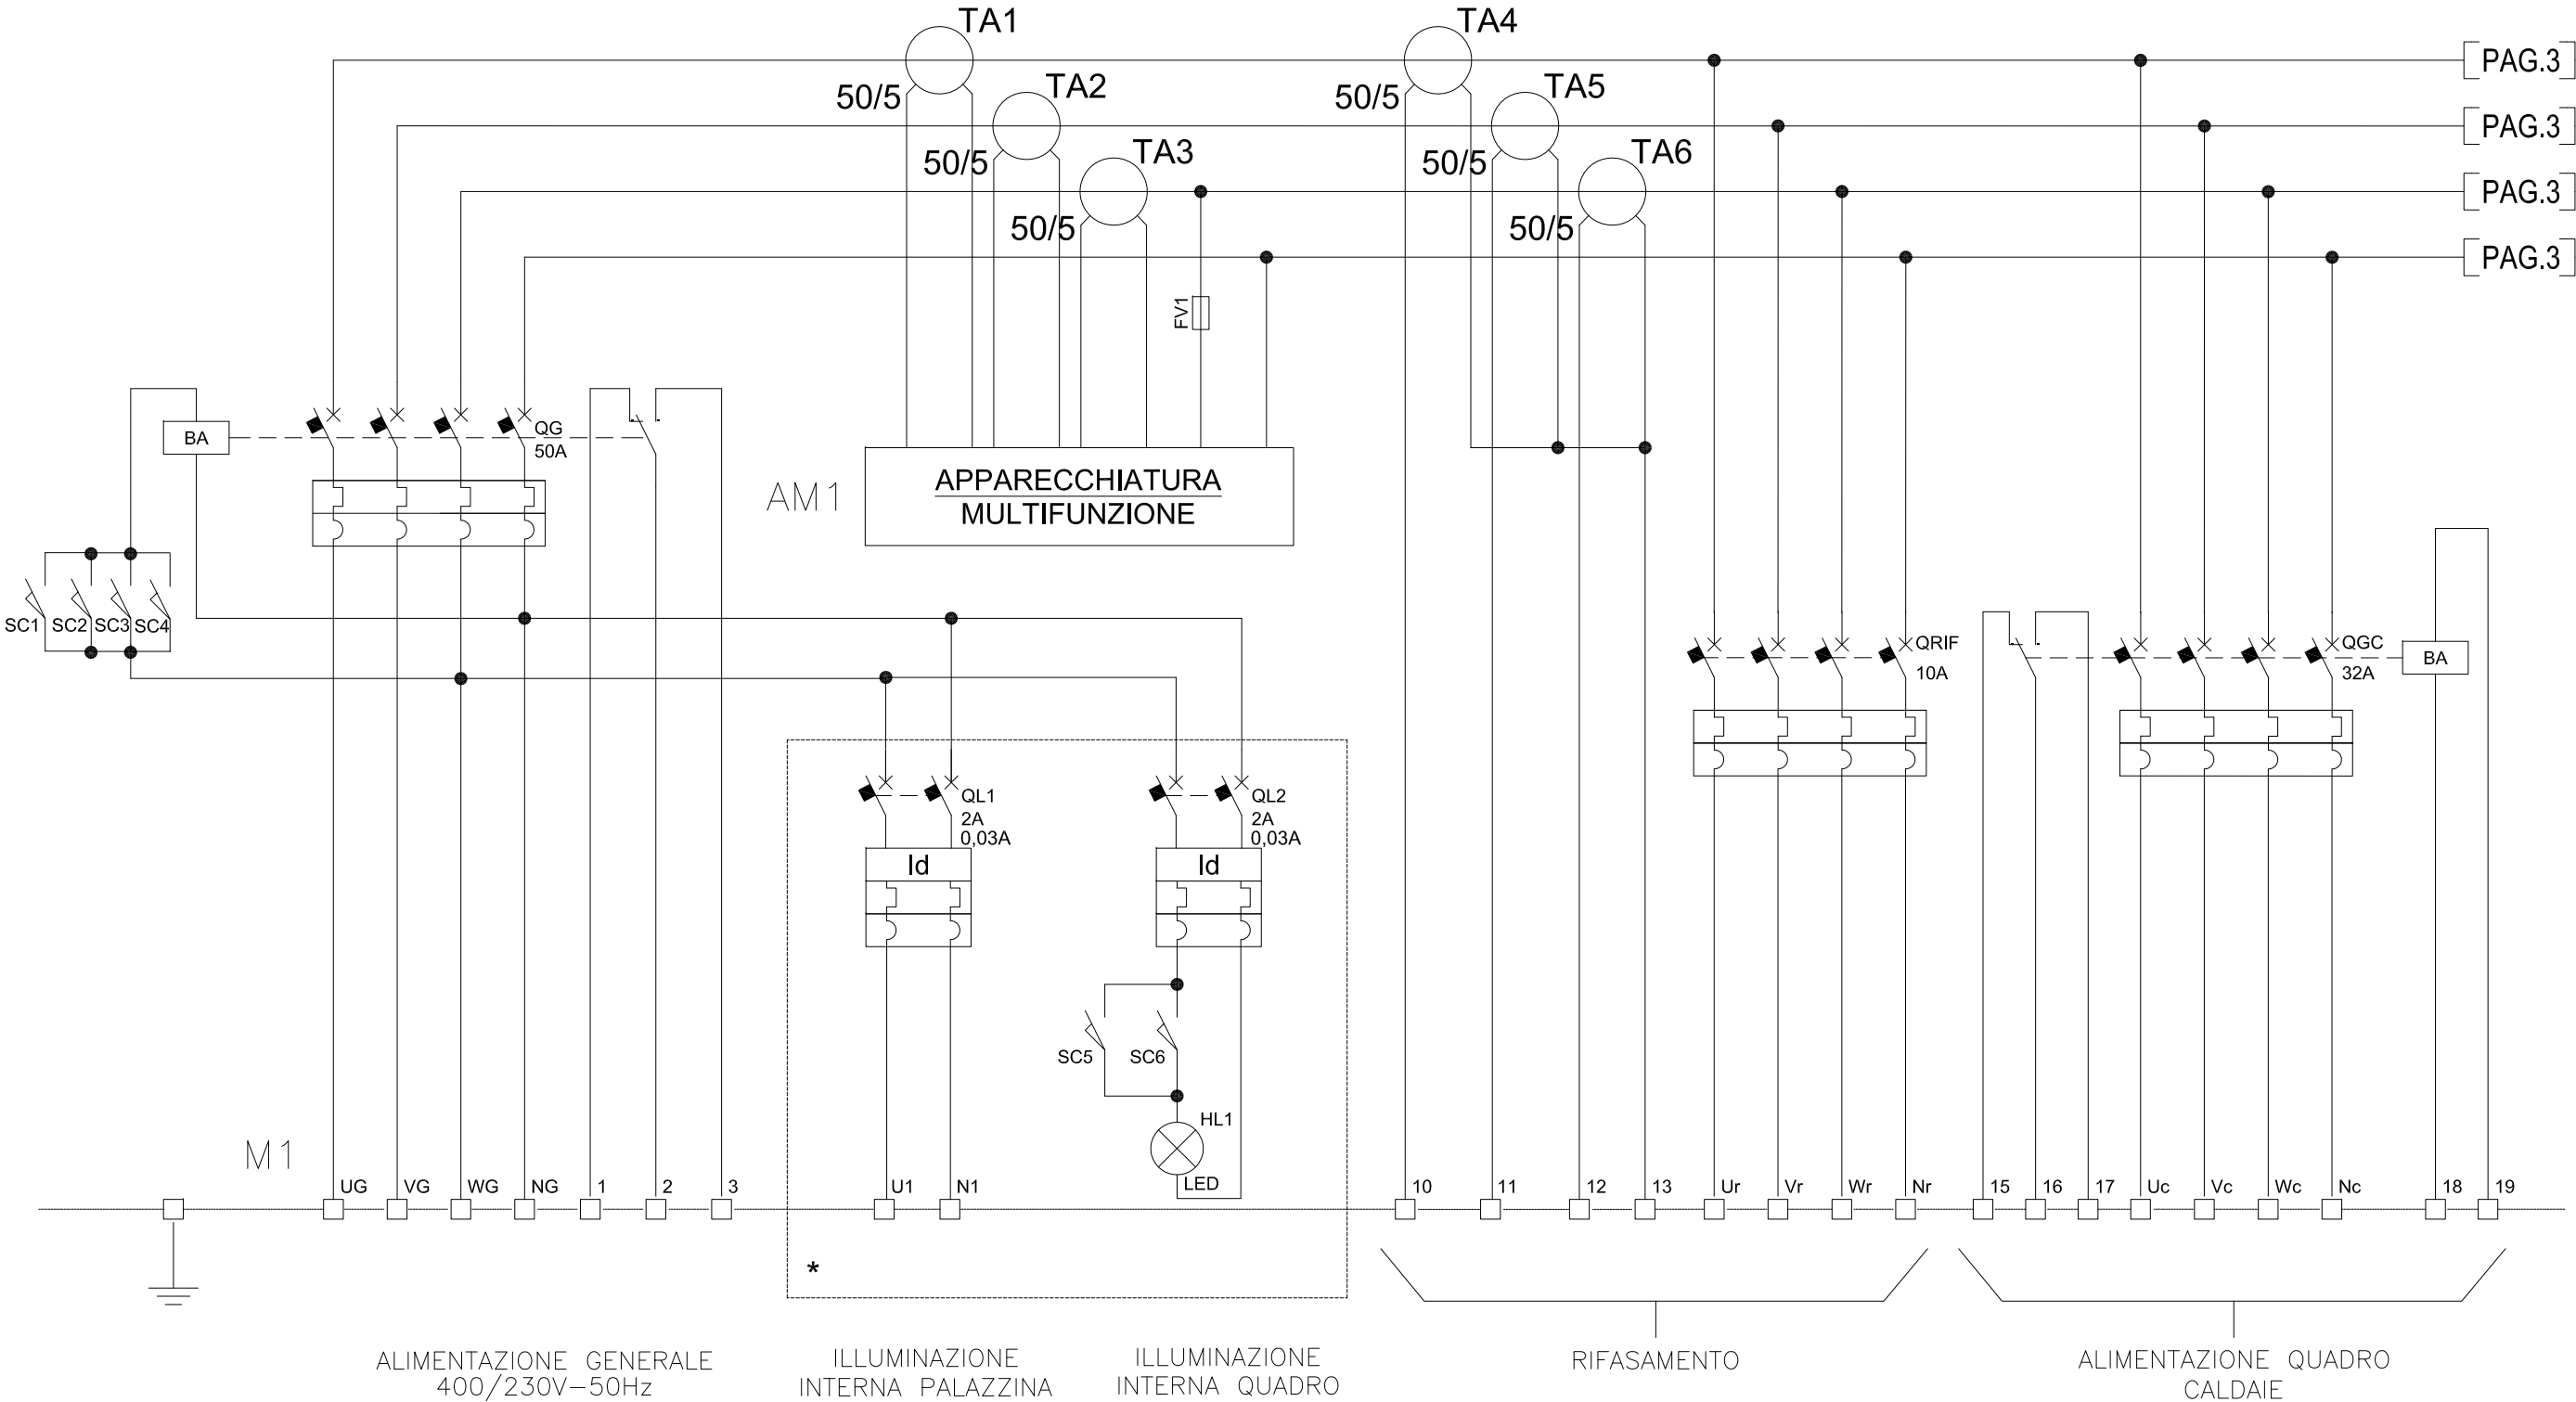 TA1
TA4
PAG.3
50/5
TA2
50/5
TA5
PAG.3
50/5
TA3
50/5
TA6
PAG.3
50/5
50/5
PAG.3
FV1
BA
QG
50A
AM1
APPARECCHIATURA
MULTIFUNZIONE
SC1
SC2
SC3
SC4
QRIF
10A
QGC
32A
BA
QL1
2A
0,03A
QL2
2A
0,03A
Id
Id
SC5
SC6
HL1
LED
M1
UG
VG
WG
NG
1
2
3
U1
N1
10
11
12
13
Ur
Vr
Wr
Nr
15
16
17
Uc
Vc
Wc
Nc
18
19
*
ALIMENTAZIONE GENERALE
400/230V-50Hz
ILLUMINAZIONE
INTERNA PALAZZINA
ILLUMINAZIONE
INTERNA QUADRO
RIFASAMENTO
ALIMENTAZIONE QUADRO
CALDAIE